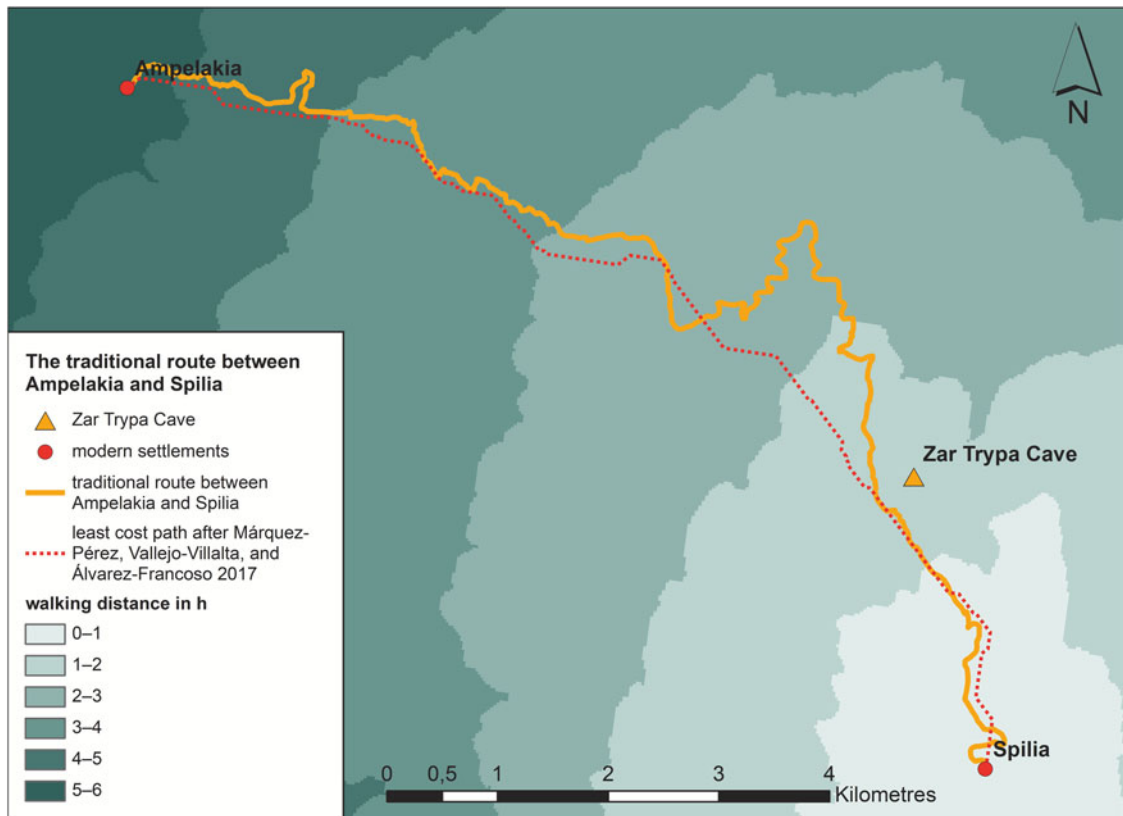 Ampelakia
N
The traditional route between
Ampelakia and Spilia
Zar Trypa Cave
modern settlements
traditional route between
Ampelakia and Spilia
least cost path after Márquez-
Pérez, Vallejo-Villalta, and
Álvarez-Francoso 2017
walking distance in h
0–1
1–2
2–3
3–4
4–5
5–6
Zar Trypa Cave
Spilia
0 0,5 1 2 3 4
Kilometres